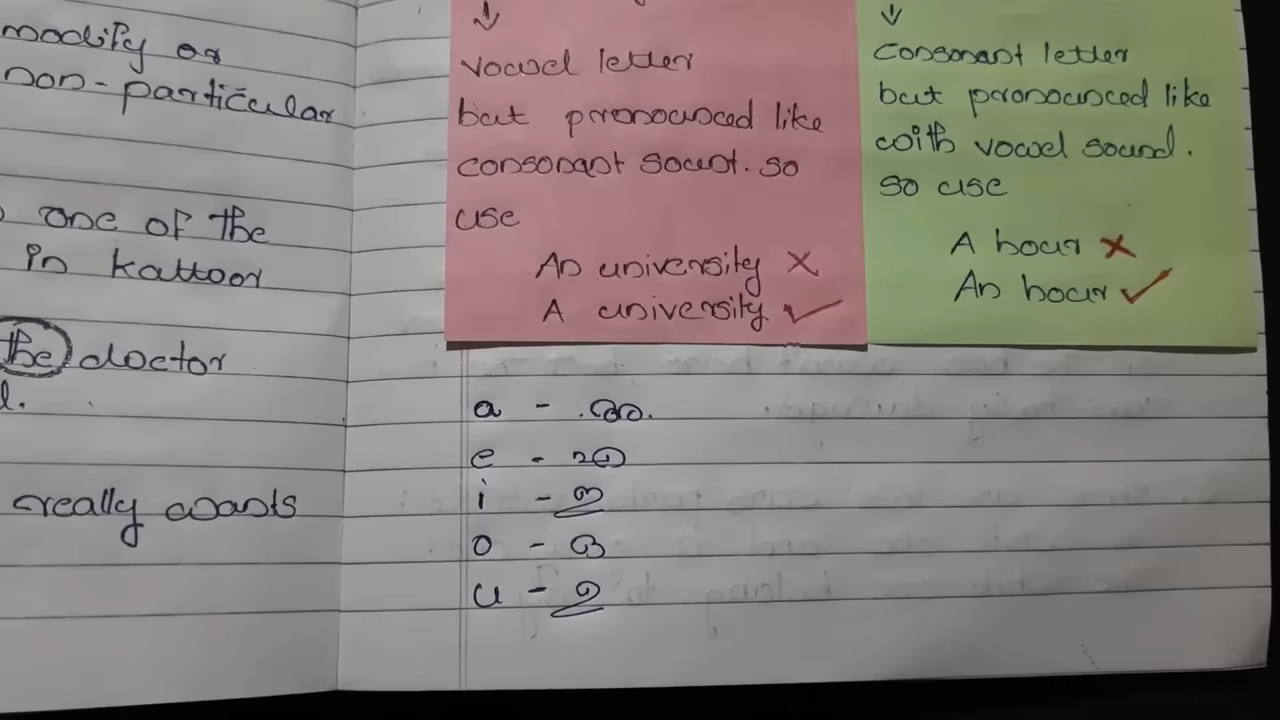 modify or
non-particular
one of the
in Kattoor
the doctor
l.
really wants
↓
vowel letter
but pronounced like
consonant sount. so
use
An university ×
A university ✓
↓
consonant letter
but pronounced like
with vowel sound.
so use
A hour ×
An hour ✓
a -
e - എ
i - ഇ
o - ഒ
u - ഉ